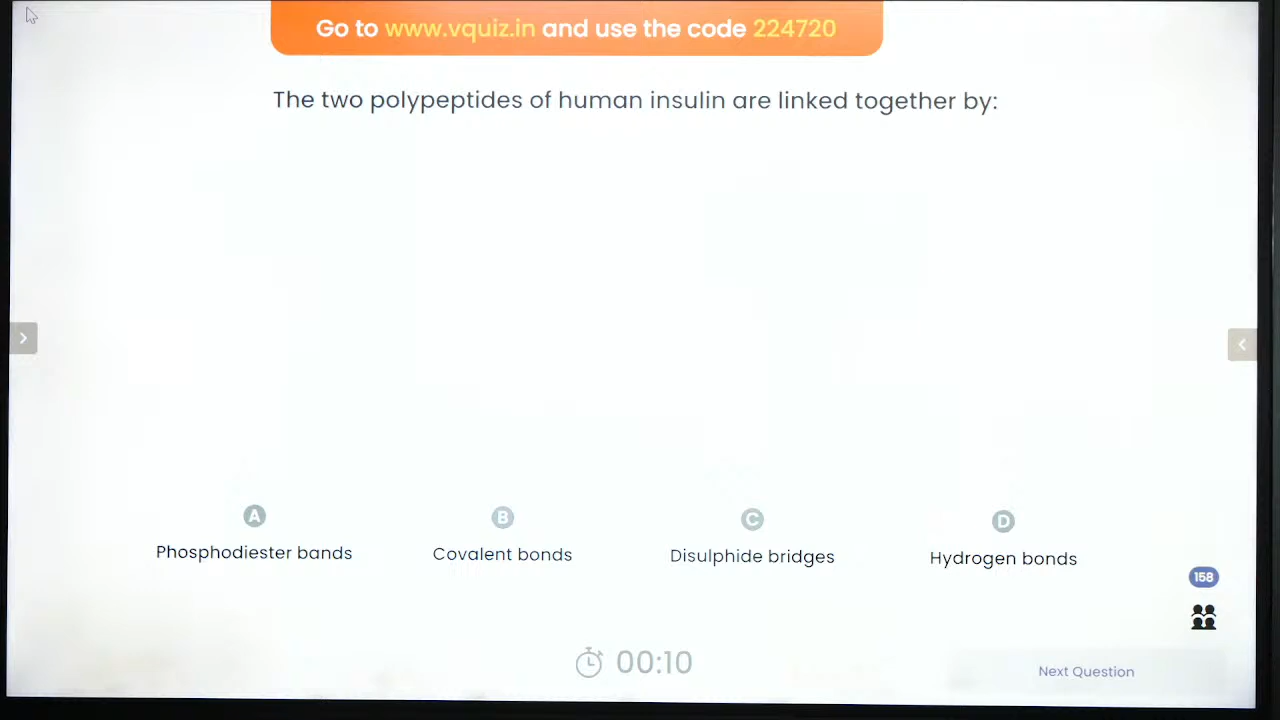 Go to www.vquiz.in and use the code 224720
The two polypeptides of human insulin are linked together by:
A
B
C
D
Phosphodiester bands
Covalent bonds
Disulphide bridges
Hydrogen bonds
158
00:10
Next Question